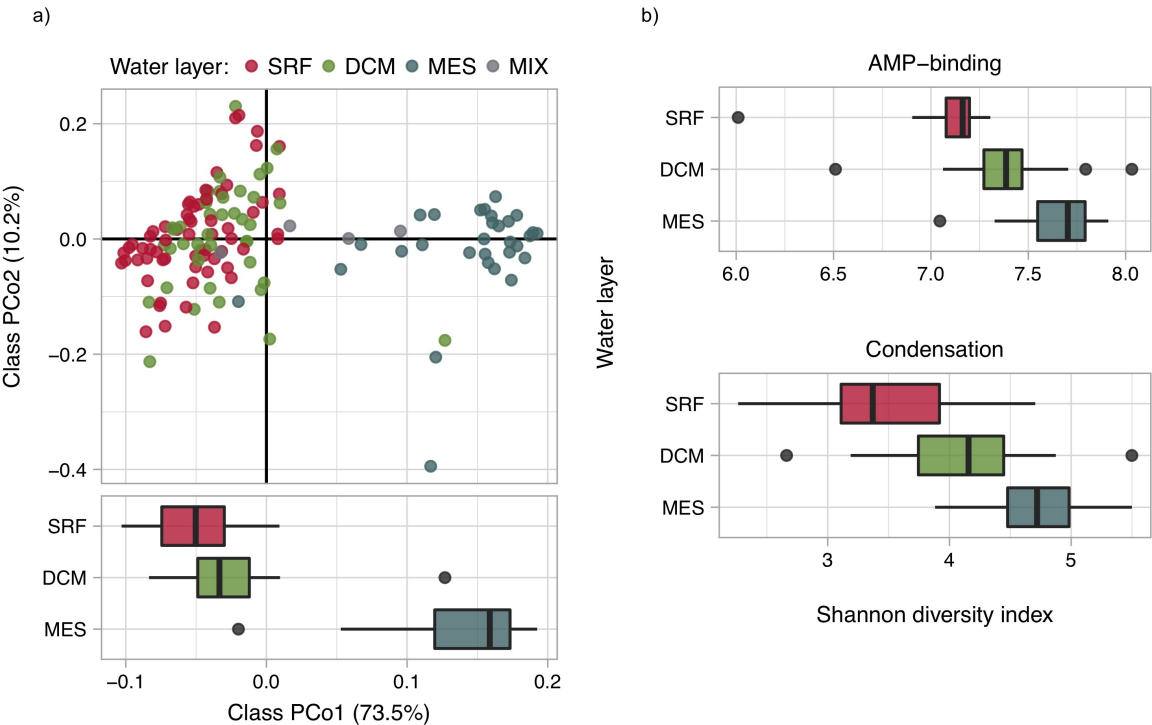 a)
Water layer: SRF DCM MES MIX
0.2
0.0
−0.2
−0.4
Class PCo2 (10.2%)
SRF
DCM
MES
−0.1 0.0 0.1 0.2
Class PCo1 (73.5%)
b)
AMP−binding
SRF
DCM
MES
6.0 6.5 7.0 7.5 8.0
Water layer
Condensation
SRF
DCM
MES
3 4 5
Shannon diversity index